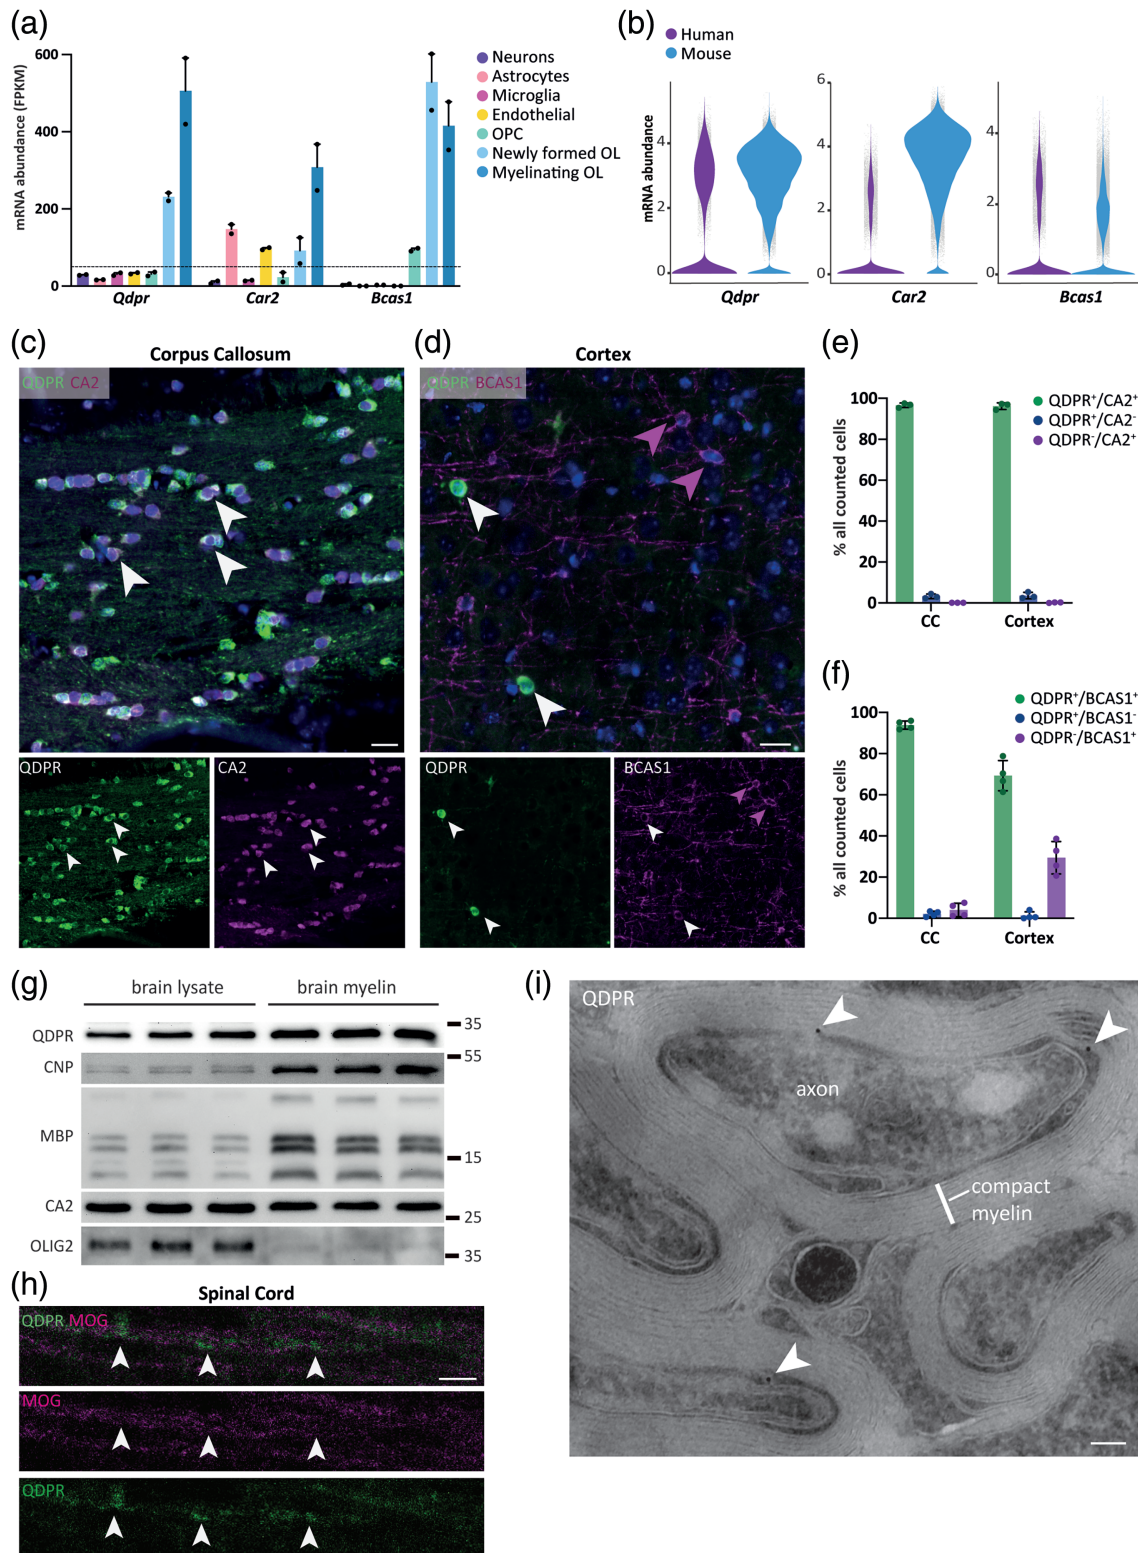 (a)
mRNA abundance (FPKM)
600
400
200
0
Qdpr
Car2
Bcas1
Neurons
Astrocytes
Microglia
Endothelial
OPC
Newly formed OL
Myelinating OL
(b)
Human
Mouse
mRNA abundance
4
2
0
Qdpr
6
4
2
0
Car2
4
2
0
Bcas1
(c)
Corpus Callosum
QDPR CA2
QDPR
CA2
(d)
Cortex
QDPR BCAS1
QDPR
BCAS1
(e)
% all counted cells
100
80
60
40
20
0
CC
Cortex
QDPR⁺/CA2⁺
QDPR⁺/CA2⁻
QDPR⁻/CA2⁺
(f)
% all counted cells
100
80
60
40
20
0
CC
Cortex
QDPR⁺/BCAS1⁺
QDPR⁺/BCAS1⁻
QDPR⁻/BCAS1⁺
(g)
brain lysate
brain myelin
QDPR
35
CNP
55
MBP
15
CA2
25
OLIG2
35
(h)
Spinal Cord
QDPR MOG
MOG
QDPR
(i)
QDPR
axon
compact
myelin